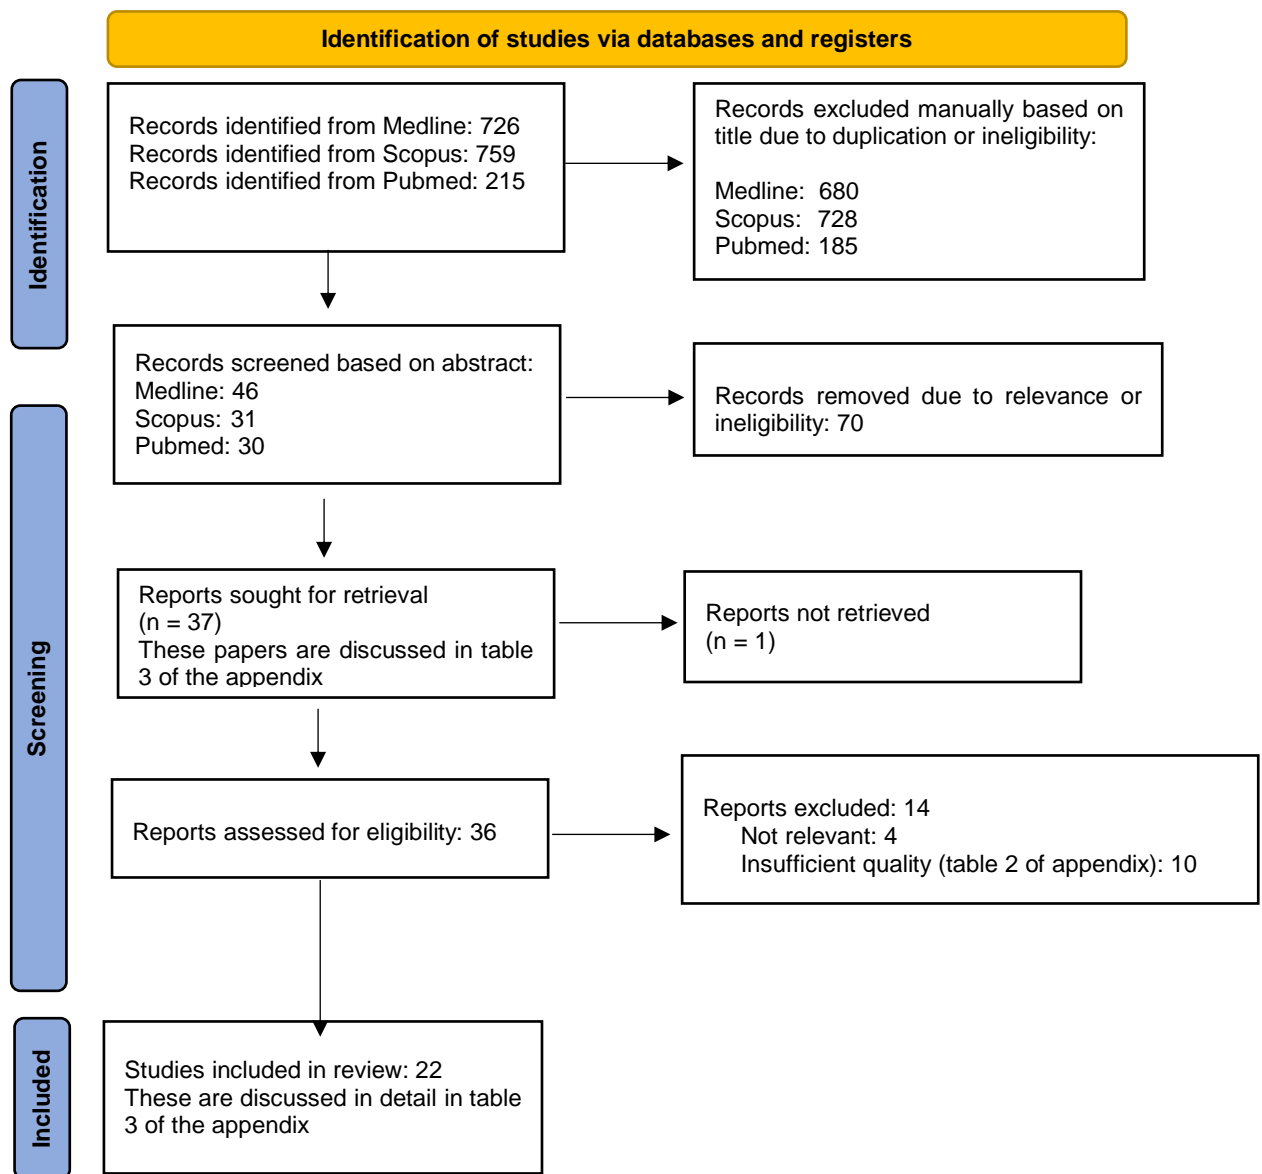 Identification of studies via databases and registers
Identification
Records identified from Medline: 726
Records identified from Scopus: 759
Records identified from Pubmed: 215
Records excluded manually based on
title due to duplication or ineligibility:
Medline: 680
Scopus: 728
Pubmed: 185
Screening
Records screened based on abstract:
Medline: 46
Scopus: 31
Pubmed: 30
Records removed due to relevance or
ineligibility: 70
Reports sought for retrieval
(n = 37)
These papers are discussed in table
3 of the appendix
Reports not retrieved
(n = 1)
Reports assessed for eligibility: 36
Reports excluded: 14
Not relevant: 4
Insufficient quality (table 2 of appendix): 10
Included
Studies included in review: 22
These are discussed in detail in table
3 of the appendix